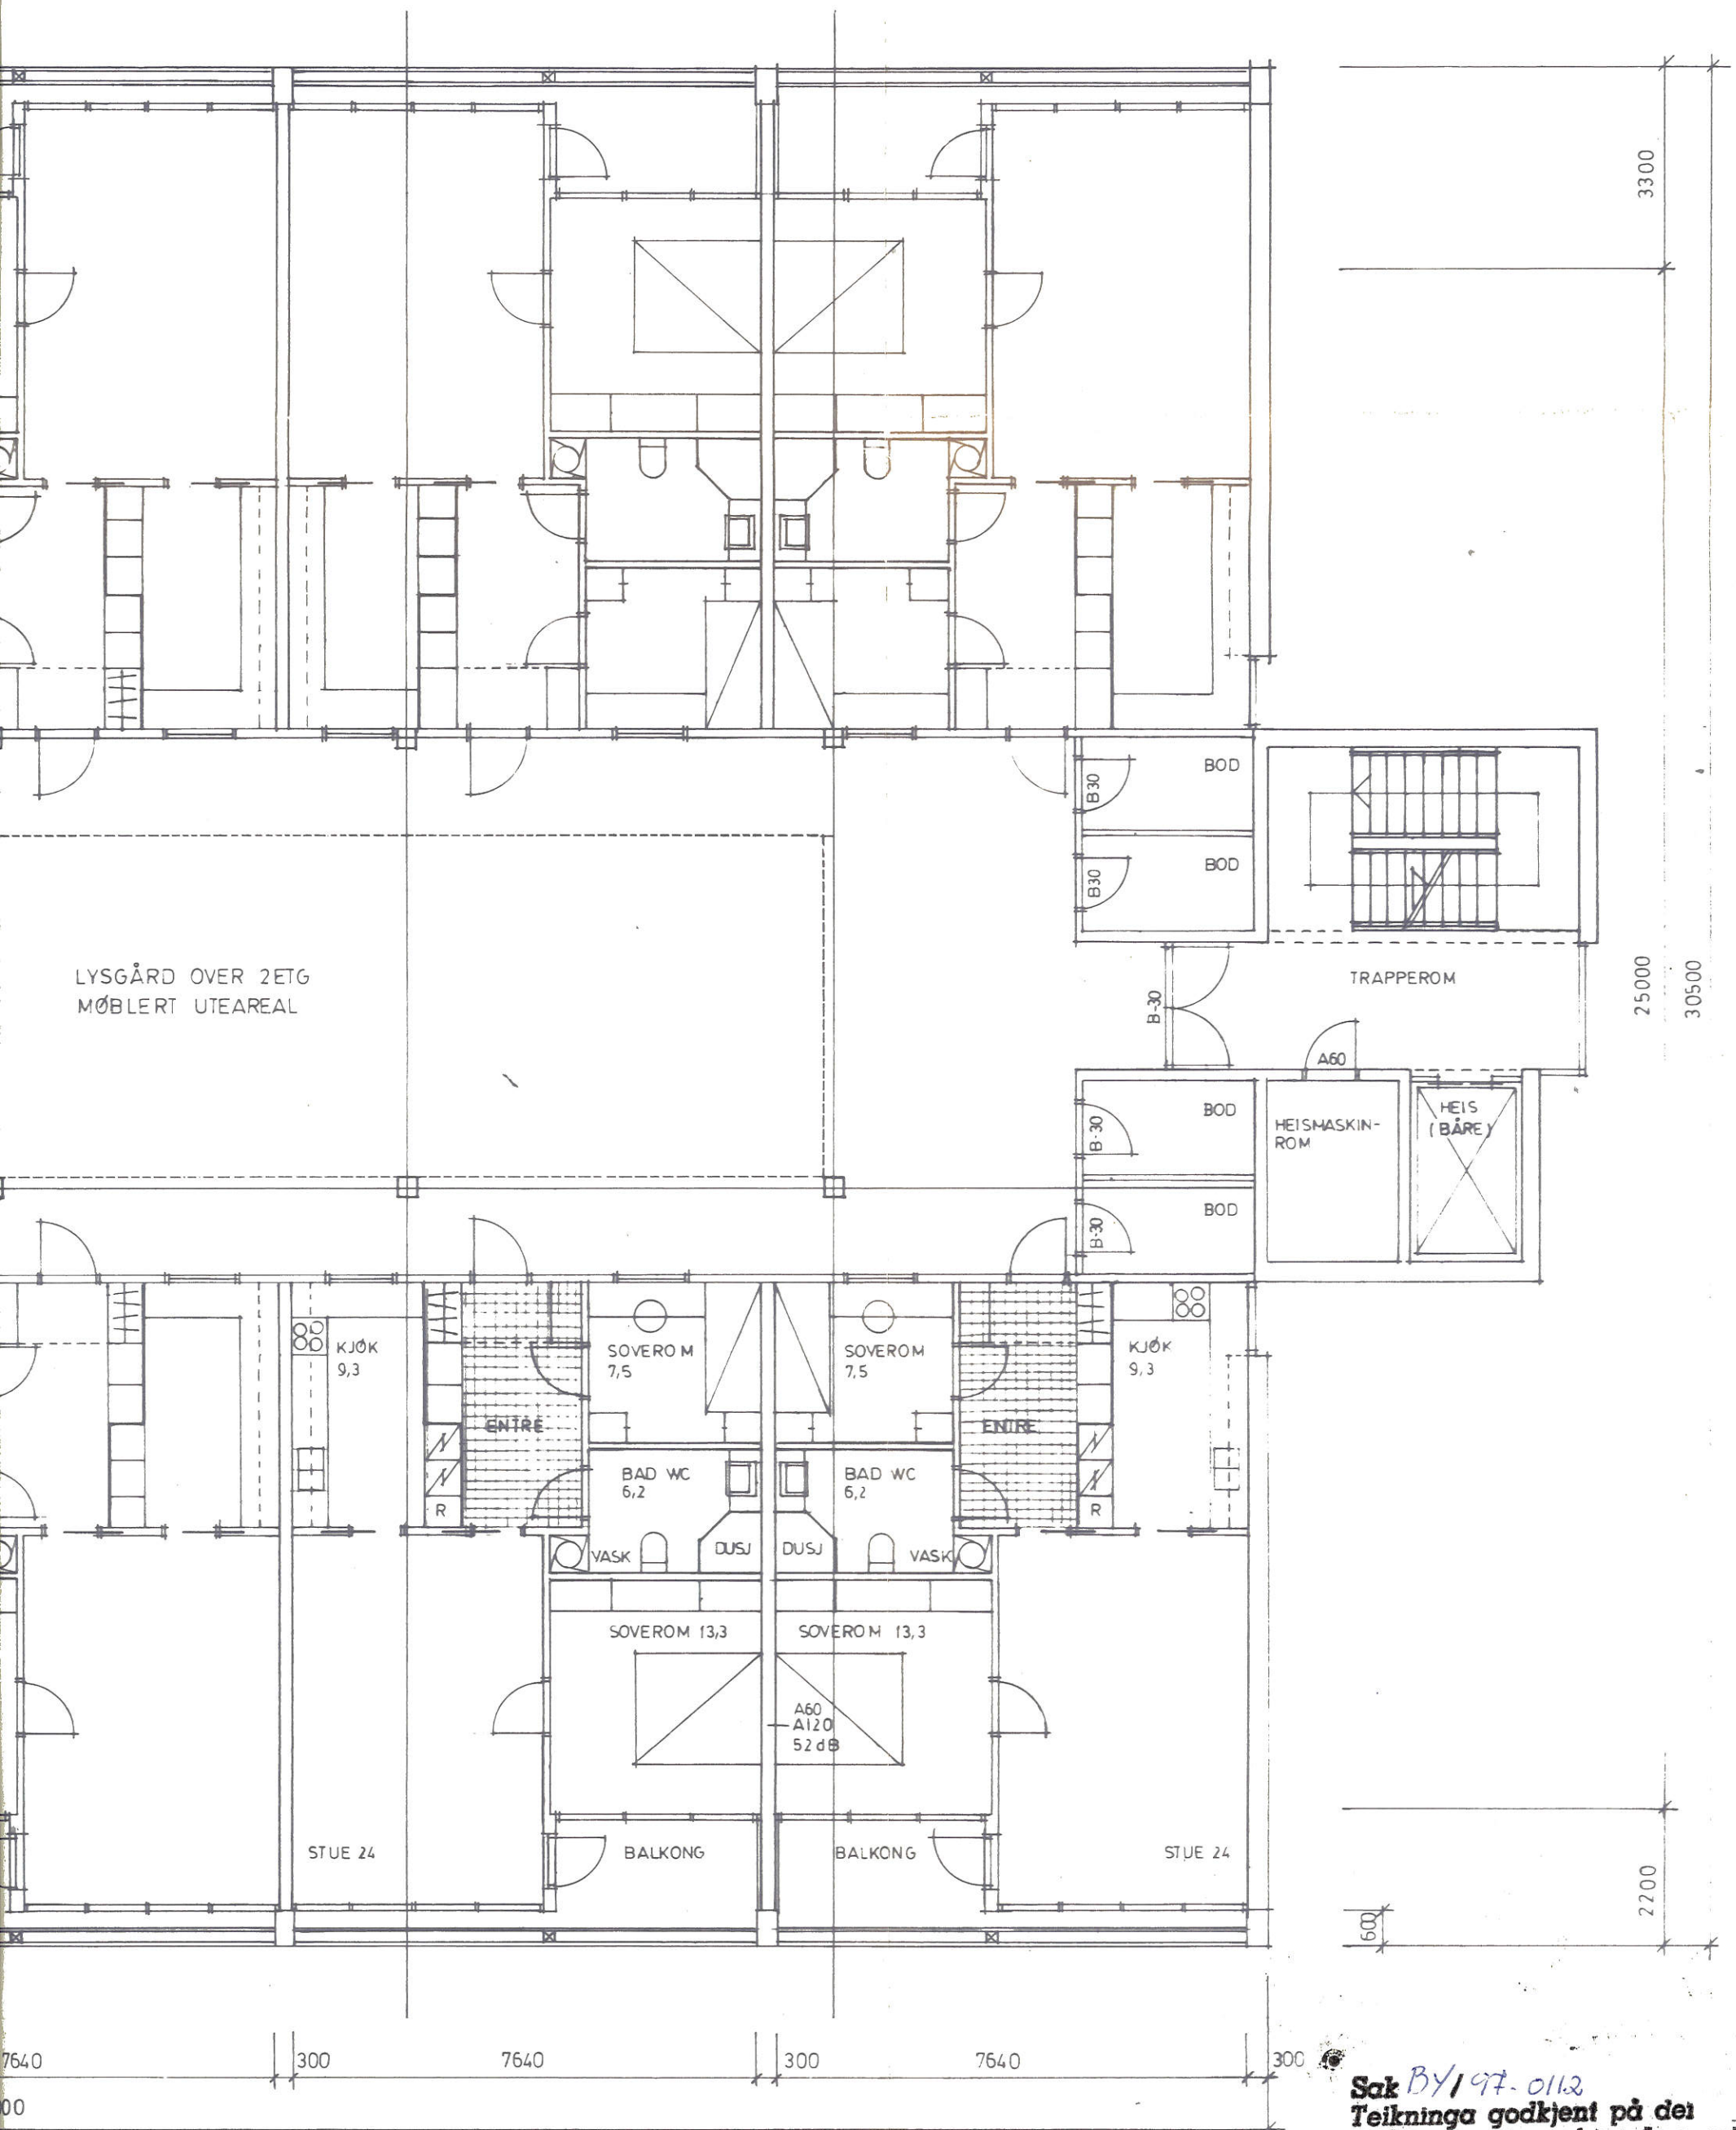 3300
BOD
B30
BOD
B30
LYSGÅRD OVER 2ETG
MØBLERT UTEAREAL
TRAPPEROM
B-30
25000
30500
A60
BOD
B-30
HEISMASKIN-
ROM
HEIS
(BÅRE)
BOD
B-30
KJØK
9,3
SOVEROM
7,5
SOVEROM
7,5
KJØK
9,3
ENTRE
ENTRE
BAD WC
6,2
BAD WC
6,2
R
R
VASK
DUSJ
DUSJ
VASK
SOVEROM 13,3
SOVEROM 13,3
A60
A120
52dB
STUE 24
BALKONG
BALKONG
STUE 24
2200
600
7640
300
7640
300
7640
300
00
Sak BY197-0112
Teikninga godkjent på dei